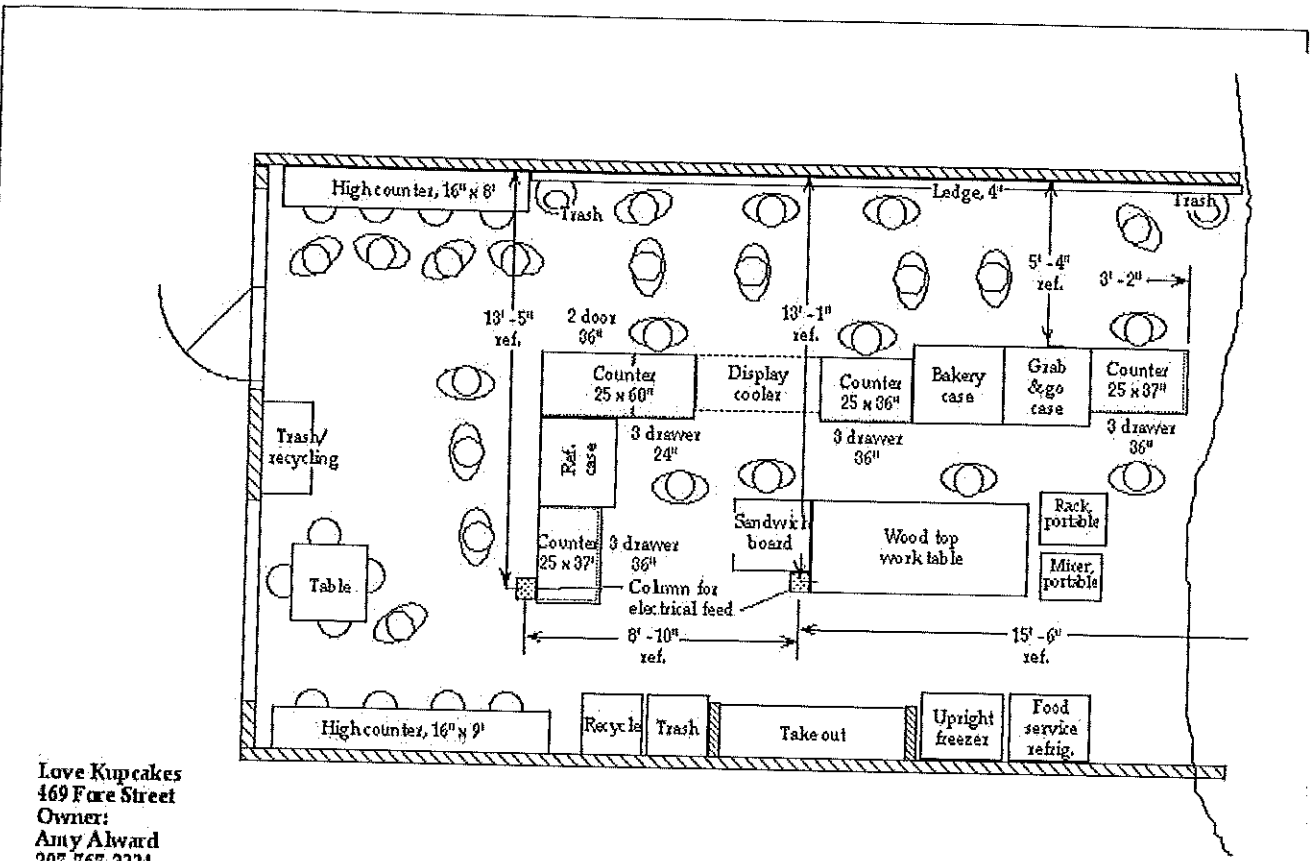 High counter, 16" x 8'
Trash
Ledge, 4"
Trash
5' -4"
ref.
3' -2"
13' -5"
ref.
2 door
36"
13' -1"
ref.
Counter
25 x 60"
Display
cooler
Counter
25 x 36"
Bakery
case
Grab
& go
case
Counter
25 x 37"
Trash/
recycling
Ref.
case
3 drawer
24"
3 drawer
36"
3 drawer
36"
Table
Counter
25 x 37"
3 drawer
36"
Sandwich
board
Wood top
work table
Rack,
portable
Mixer,
portable
Column for
electrical feed
8' -10"
ref.
15' -6"
ref.
High counter, 16" x 9'
Recycle
Trash
Take out
Upright
freezer
Food
service
refrig.
Love Kupcakes
469 Fore Street
Owner:
Amy Alward